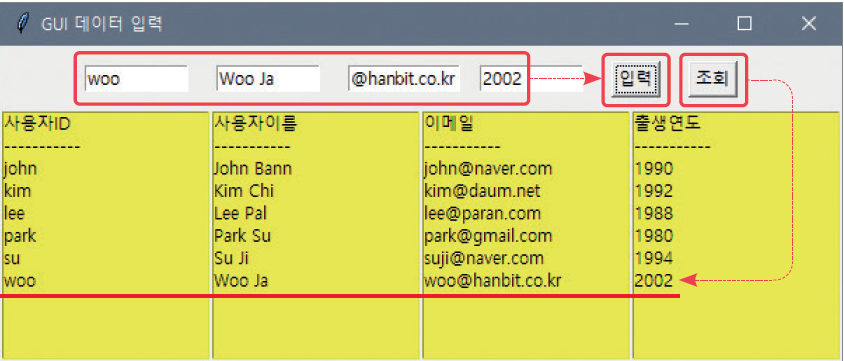 GUI 데이터 입력
woo Woo Ja @hanbit.co.kr 2002 입력 조회
사용자ID 사용자이름 이메일 출생연도
----------- ----------- ----------- -----------
john John Bann john@naver.com 1990
kim Kim Chi kim@daum.net 1992
lee Lee Pal lee@paran.com 1988
park Park Su park@gmail.com 1980
su Su Ji suji@naver.com 1994
woo Woo Ja woo@hanbit.co.kr 2002